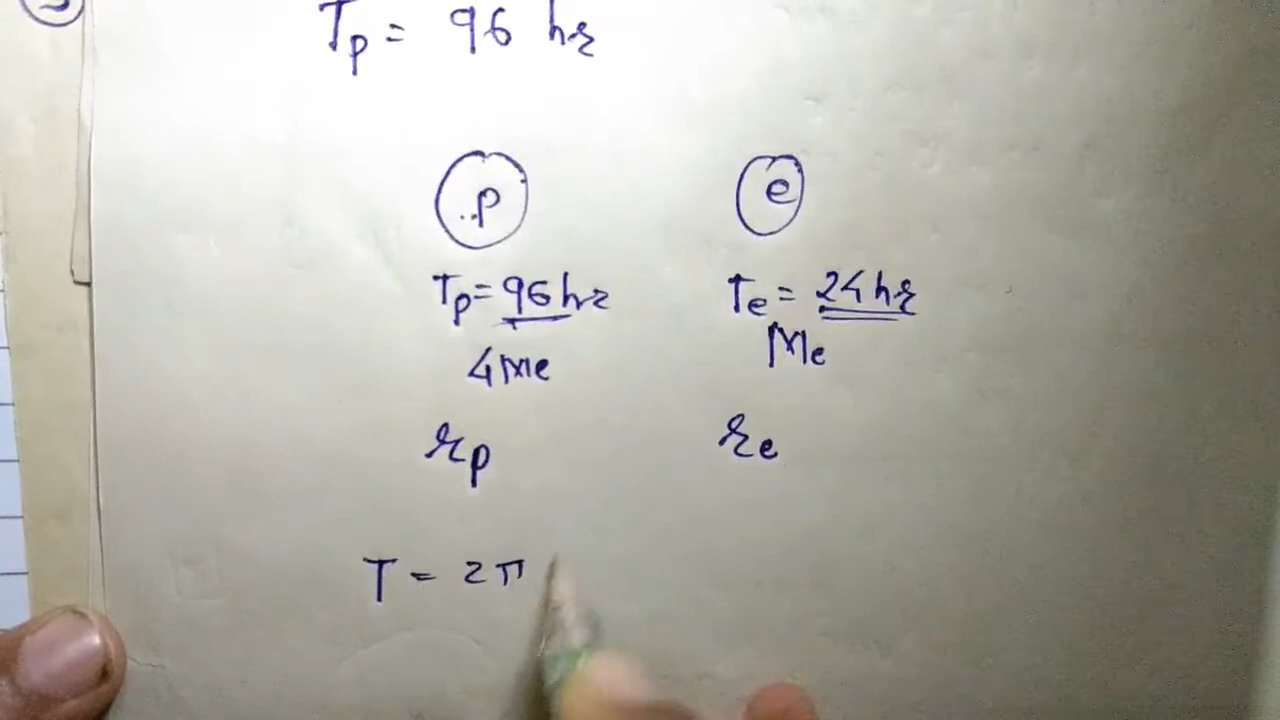 Tp = 96 hr
p e
Tp = 96 hr Te = 24 hr
4Me Me
rp re
T = 2π